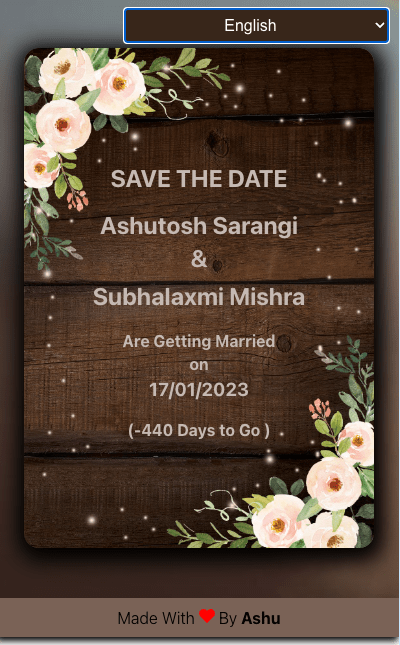 English
SAVE THE DATE
Ashutosh Sarangi
&
Subhalaxmi Mishra
Are Getting Married
on
17/01/2023
(-440 Days to Go )
Made With ❤ By Ashu